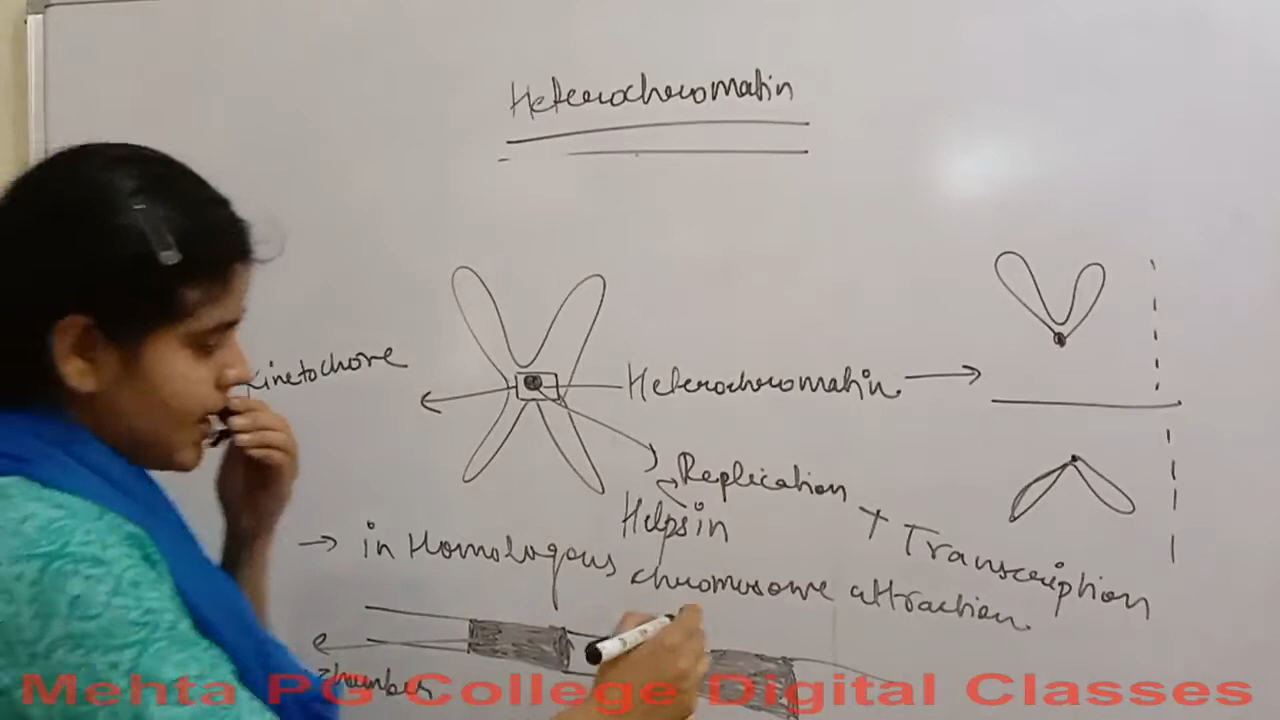 Heterochromatin
Kinetochore
Heterochromatin
Replication
+ Transcription
Helps in
→ in Homologous chromosome attraction
Mehta PG College Digital Classes